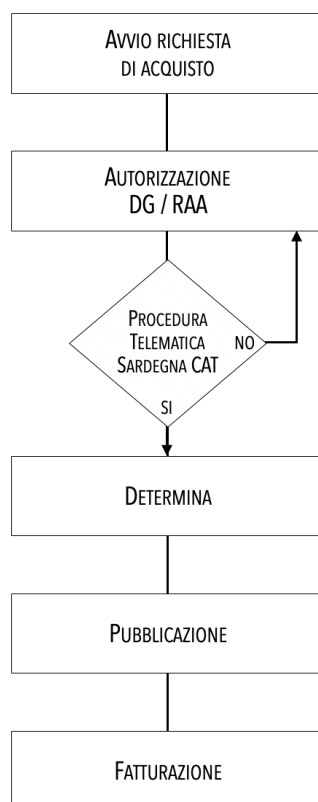 AVVIO RICHIESTA
DI ACQUISTO
AUTORIZZAZIONE
DG / RAA
PROCEDURA
TELEMATICA
SARDEGNA CAT
NO
SI
DETERMINA
PUBBLICAZIONE
FATTURAZIONE